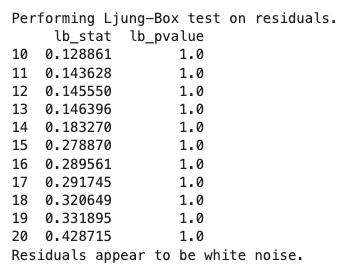 Performing Ljung-Box test on residuals.
lb_stat lb_pvalue
10 0.128861 1.0
11 0.143628 1.0
12 0.145550 1.0
13 0.146396 1.0
14 0.183270 1.0
15 0.278870 1.0
16 0.289561 1.0
17 0.291745 1.0
18 0.320649 1.0
19 0.331895 1.0
20 0.428715 1.0
Residuals appear to be white noise.